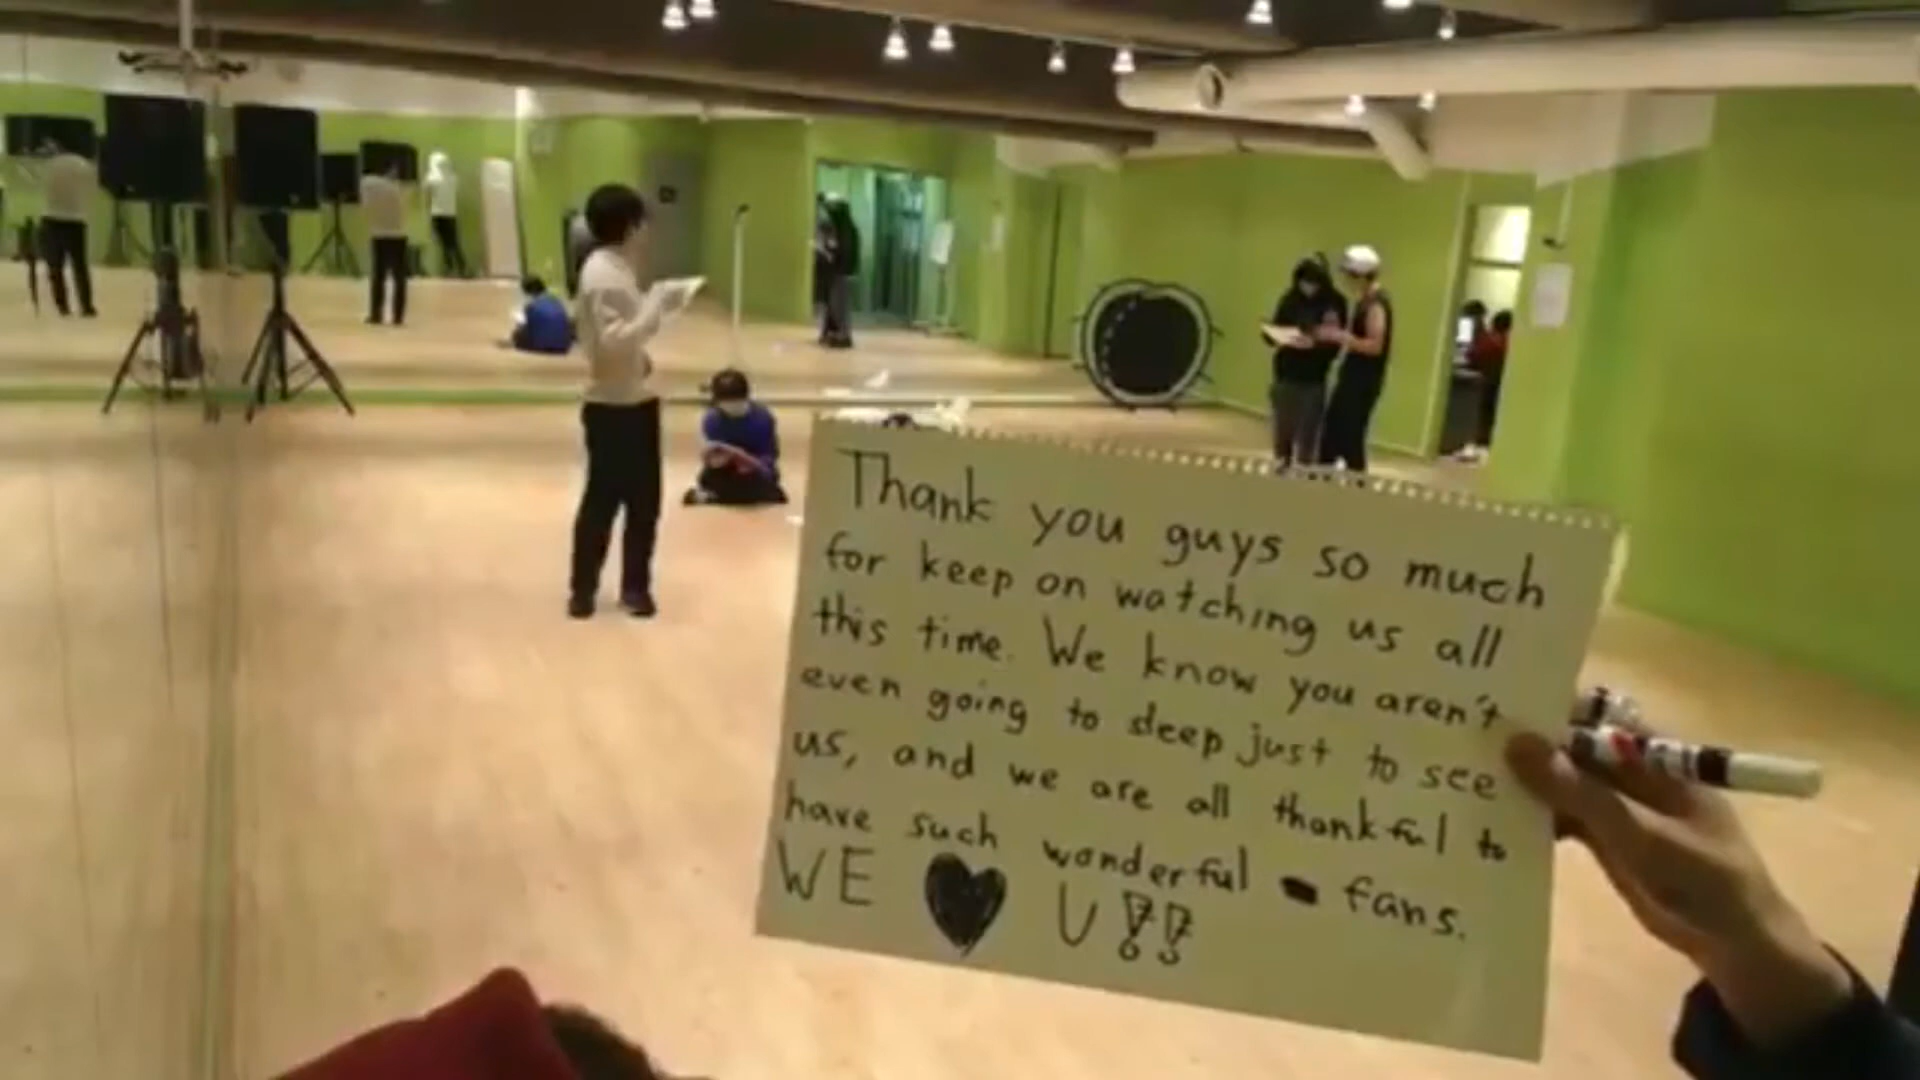 Thank you guys so much
for keep on watching us all
this time. We know you aren't
even going to sleep just to see
us, and we are all thankful to
have such wonderful fans.
WE ♥ U!!